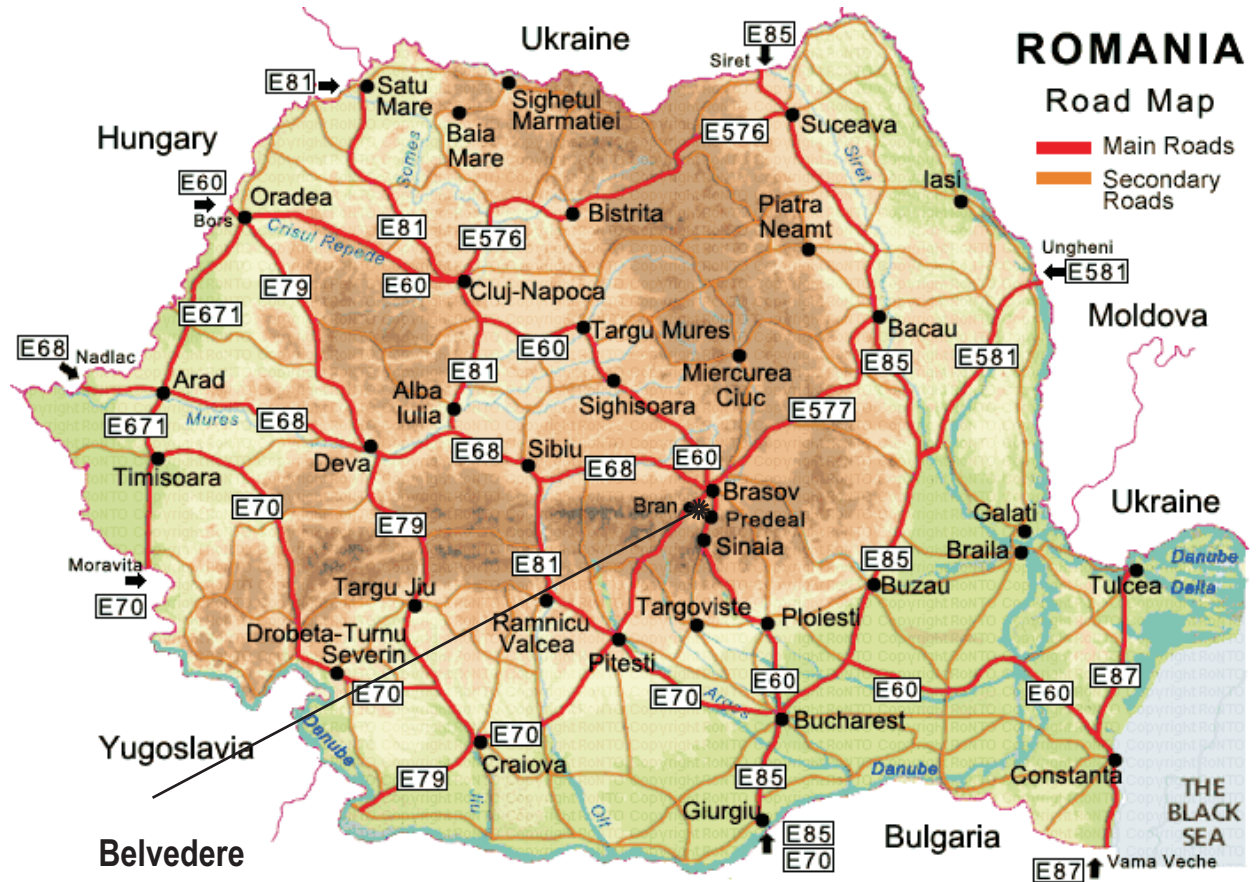 ROMANIA
Road Map
Main Roads
Secondary
Roads
Ukraine
E85
Siret
E81
Satu
Mare
Sighetul
Marmatiei
Baia
Mare
Somes
E576
Suceava
Siret
Hungary
E60
Bors
Oradea
Crisul Repede
E81
E576
Bistrita
Piatra
Neamt
Iasi
Ungheni
E581
E79
E60
Cluj-Napoca
Moldova
E671
E68
Nadlac
Targu Mures
E60
Bacau
E85
E581
Arad
E81
Alba
Iulia
Sighisoara
Miercurea
Ciuc
E577
Mures
E68
E671
Timisoara
Deva
E68
Sibiu
E68
E60
Brasov
Bran
Predeal
Sinaia
E70
E79
Galati
Braila
Ukraine
Danube
Delta
Tulcea
Moravita
E70
E81
E85
Buzau
Targu Jiu
Ramnicu
Valcea
Targoviste
Ploiesti
Drobeta-Turnu
Severin
Pitesti
E70
E70
Arges
E60
E60
E60
E87
Bucharest
Yugoslavia
Danube
E70
Craiova
E79
Jiu
Olt
E85
Danube
Constanta
Giurgiu
THE
BLACK
SEA
E85
E70
Bulgaria
E87
Vama Veche
Belvedere